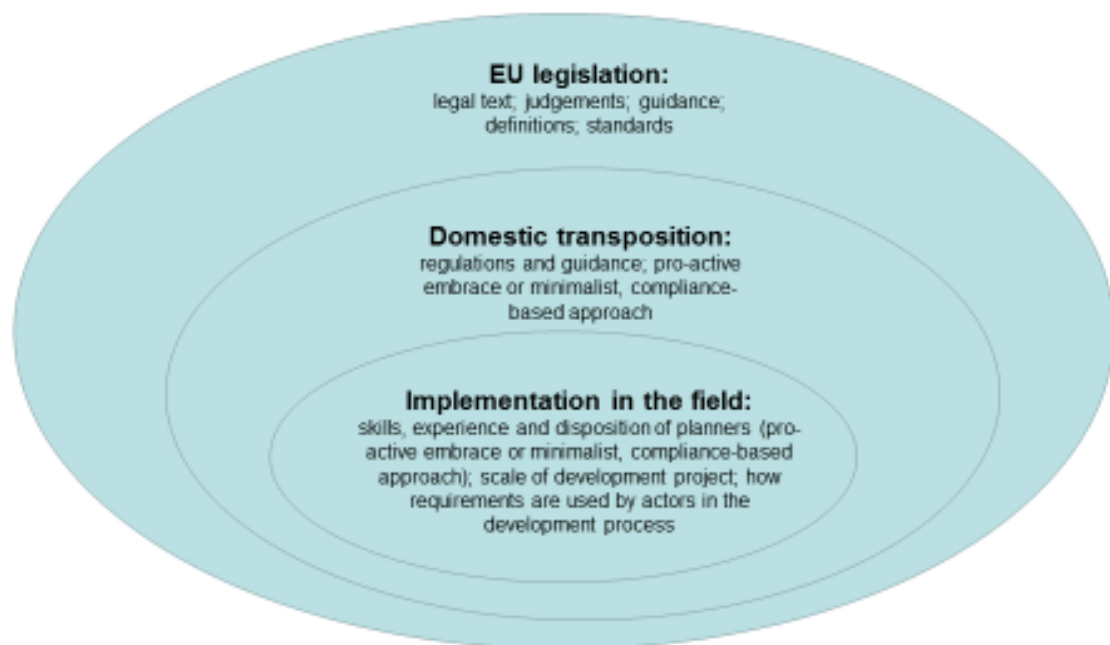 EU legislation:
legal text; judgements; guidance;
definitions; standards
Domestic transposition:
regulations and guidance; pro-active
embrace or minimalist, compliance-
based approach
Implementation in the field:
skills, experience and disposition of planners (pro-
active embrace or minimalist, compliance-based
approach); scale of development project; how
requirements are used by actors in the
development process